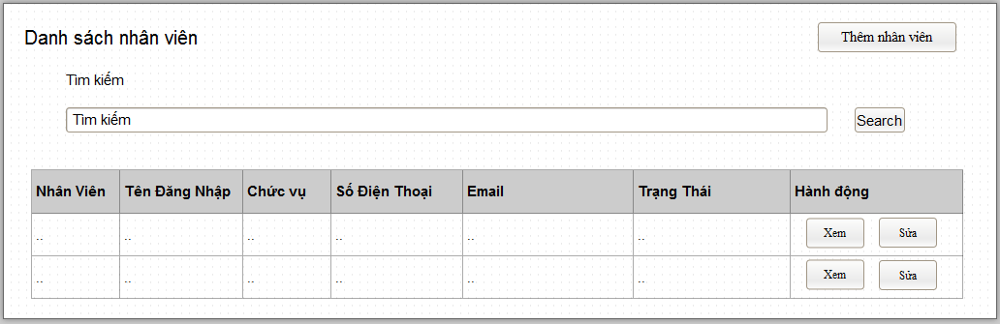 Danh sách nhân viên Thêm nhân viên
Tìm kiếm
Tìm kiếm Search
Nhân Viên Tên Đăng Nhập Chức vụ Số Điện Thoại Email Trạng Thái Hành động
.. .. .. .. .. .. Xem Sửa
.. .. .. .. .. .. Xem Sửa